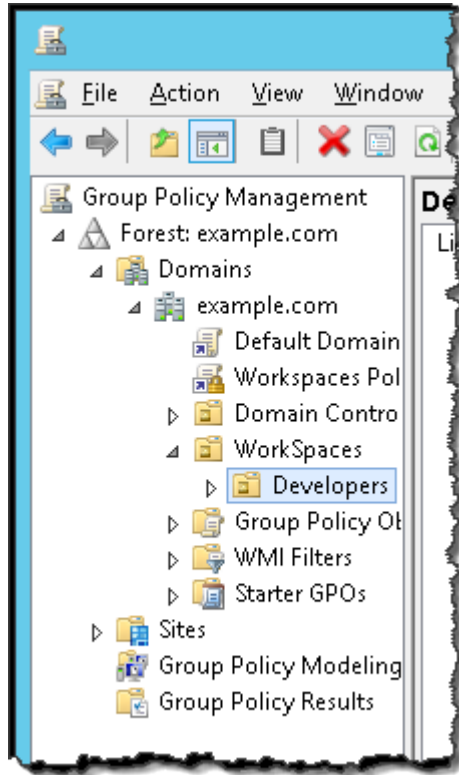 File Action View Window
Group Policy Management
De
Forest: example.com
Li
Domains
example.com
Default Domain
Workspaces Pol
Domain Contro
WorkSpaces
Developers
Group Policy Ob
WMI Filters
Starter GPOs
Sites
Group Policy Modeling
Group Policy Results